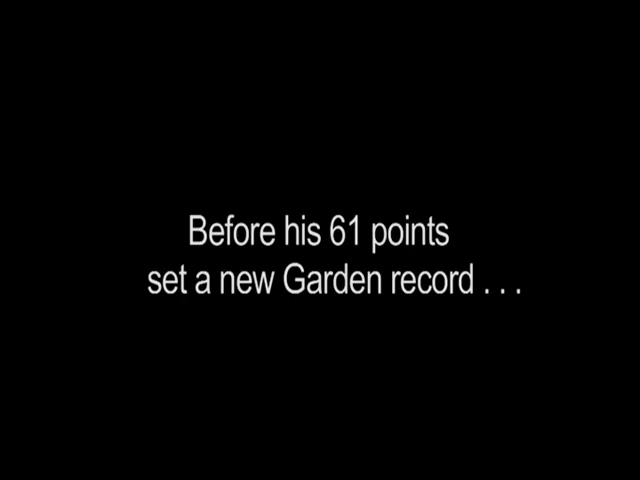 Before his 61 points
set a new Garden record . . .